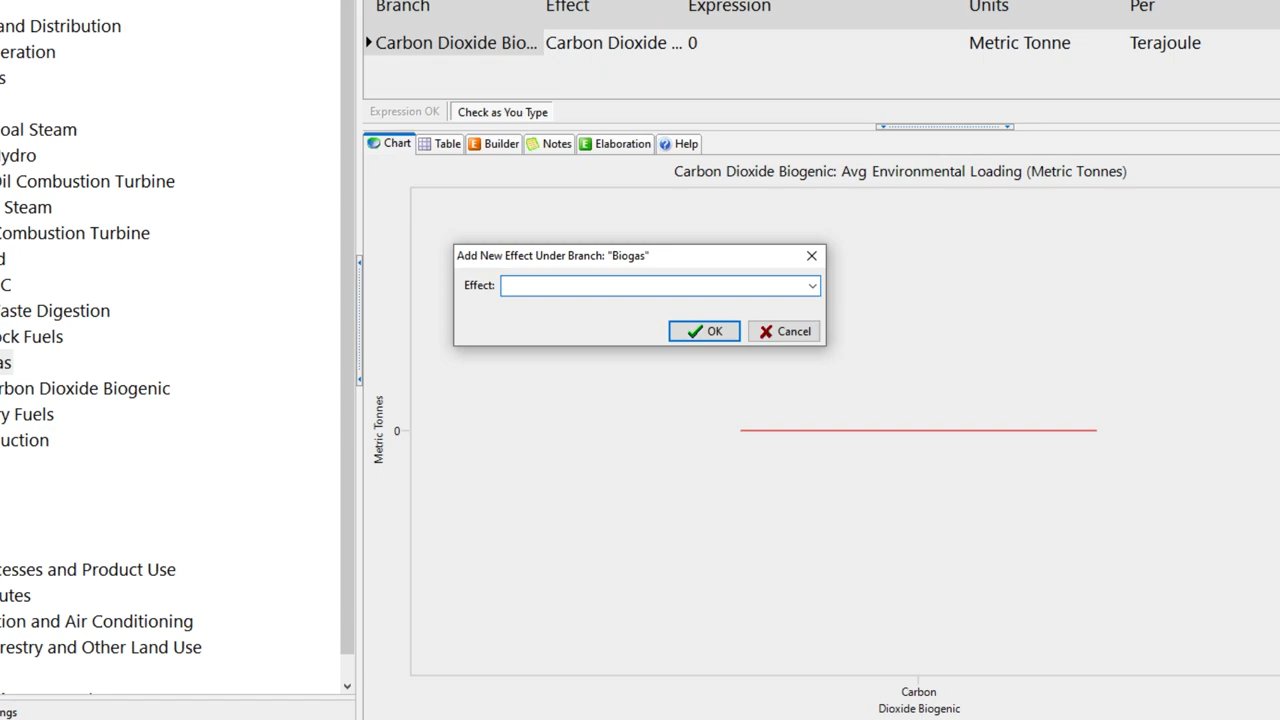 and Distribution
eration
s
oal Steam
ydro
il Combustion Turbine
Steam
ombustion Turbine
d
C
aste Digestion
ck Fuels
as
rbon Dioxide Biogenic
ry Fuels
uction
cesses and Product Use
utes
tion and Air Conditioning
restry and Other Land Use
ngs
Branch Effect Expression Units Per
Carbon Dioxide Bio... Carbon Dioxide ... 0 Metric Tonne Terajoule
Expression OK Check as You Type
Chart Table Builder Notes Elaboration Help
Carbon Dioxide Biogenic: Avg Environmental Loading (Metric Tonnes)
Add New Effect Under Branch: "Biogas"
Effect:
OK Cancel
Metric Tonnes
0
Carbon
Dioxide Biogenic